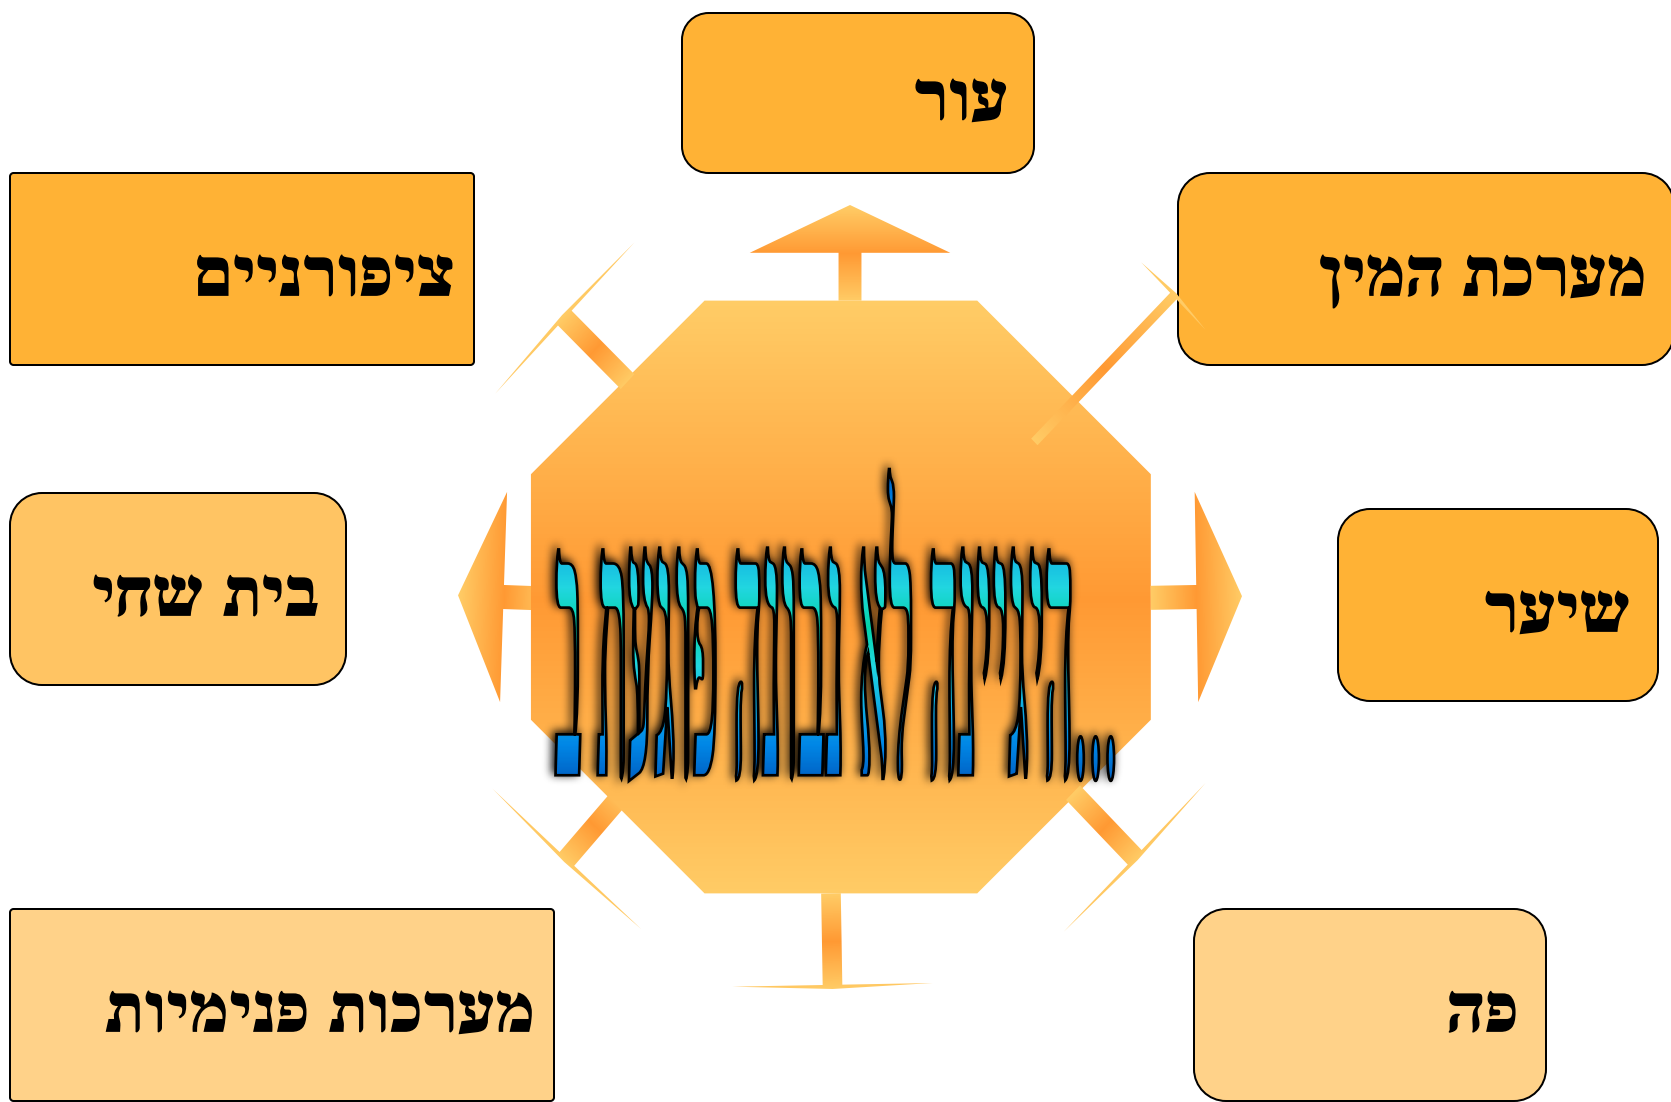 עור
מערכת המין
ציפורניים
היגיינה לא נכונה פוגעת ב...
שיער
בית שחי
פה
מערכות פנימיות